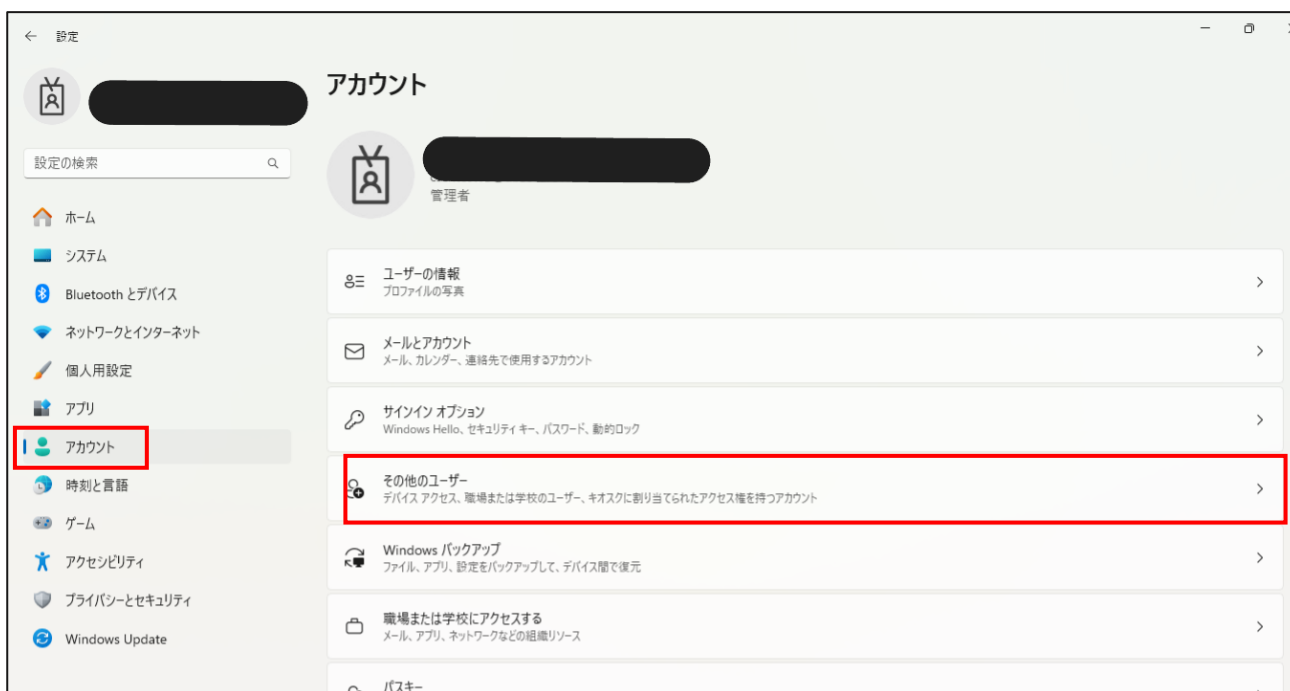 設定
アカウント
管理者
設定の検索
ホーム
システム
Bluetooth とデバイス
ネットワークとインターネット
個人用設定
アプリ
アカウント
時刻と言語
ゲーム
アクセシビリティ
プライバシーとセキュリティ
Windows Update
ユーザーの情報
プロファイルの写真
メールとアカウント
メール、カレンダー、連絡先で使用するアカウント
サインイン オプション
Windows Hello、セキュリティ キー、パスワード、動的ロック
その他のユーザー
デバイス アクセス、職場または学校のユーザー、キオスクに割り当てられたアクセス権を持つアカウント
Windows バックアップ
ファイル、アプリ、設定をバックアップして、デバイス間で復元
職場または学校にアクセスする
メール、アプリ、ネットワークなどの組織リソース
パスキー